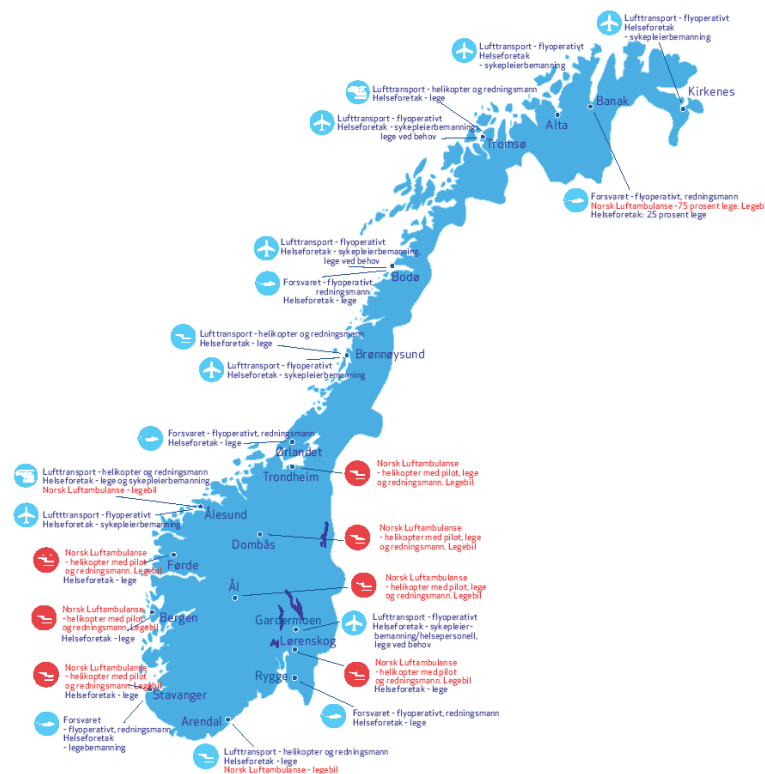 Lufttransport - flyoperativt
Helseforetak
- sykepleierbemanning
Lufttransport - flyoperativt
Helseforetak
- sykepleierbemanning
Kirkenes
Banak
Alta
Lufttransport - helikopter og redningsmann
Helseforetak - lege
Lufttransport - flyoperativt
Helseforetak - sykepleierbemanning,
lege ved behov
Tromsø
Forsvaret - flyoperativt, redningsmann
Norsk Luftambulanse -75 prosent lege. Legeb
Helseforetak: 25 prosent lege
Lufttransport - flyoperativt
Helseforetak - sykepleierbemanning,
lege ved behov
Bodø
Forsvaret - flyoperativt,
redningsmann
Helseforetak - lege
Lufttransport - helikopter og redningsmann
Helseforetak - lege
Brønnøysund
Lufttransport - flyoperativt
Helseforetak - sykepleierbemanning
Forsvaret - flyoperativt, redningsmann
Helseforetak - lege
Ørlandet
Trondheim
Norsk Luftambulanse
- helikopter med pilot, lege
og redningsmann. Legebil
Lufttransport - helikopter og redningsmann
Helseforetak - lege og sykepleierbemanning
Norsk Luftambulanse - legebil
Ålesund
Luftttransport - flyoperativt
Helseforetak - sykepleierbemanning
Dombås
Norsk Luftambulanse
- helikopter med pilot, lege
og redningsmann. Legebil
Norsk Luftambulanse
- helikopter med pilot
og redningsmann. Legebil
Helseforetak - lege
Førde
Ål
Norsk Luftambulanse
- helikopter med pilot, lege
og redningsmann. Legebil
Norsk Luftambulanse
- helikopter med pilot
og redningsmann. Legebil
Helseforetak - lege
Bergen
Gardermoen
Lufttransport - flyoperativt
Helseforetak - sykepleier-
bemanning/helsepersonell,
lege ved behov
Lørenskog
Norsk Luftambulanse
- helikopter med pilot
og redningsmann. Legebil
Helseforetak - lege
Norsk Luftambulanse
- helikopter med pilot
og redningsmann. Legebil
Helseforetak - lege
Stavanger
Rygge
Forsvaret - flyoperativt, redningsmann
Helseforetak - lege
Forsvaret
- flyoperativt, redningsmann
Helseforetak
- legebemanning
Arendal
Lufttransport - helikopter og redningsmann
Helseforetak - lege
Norsk Luftambulanse - legebil